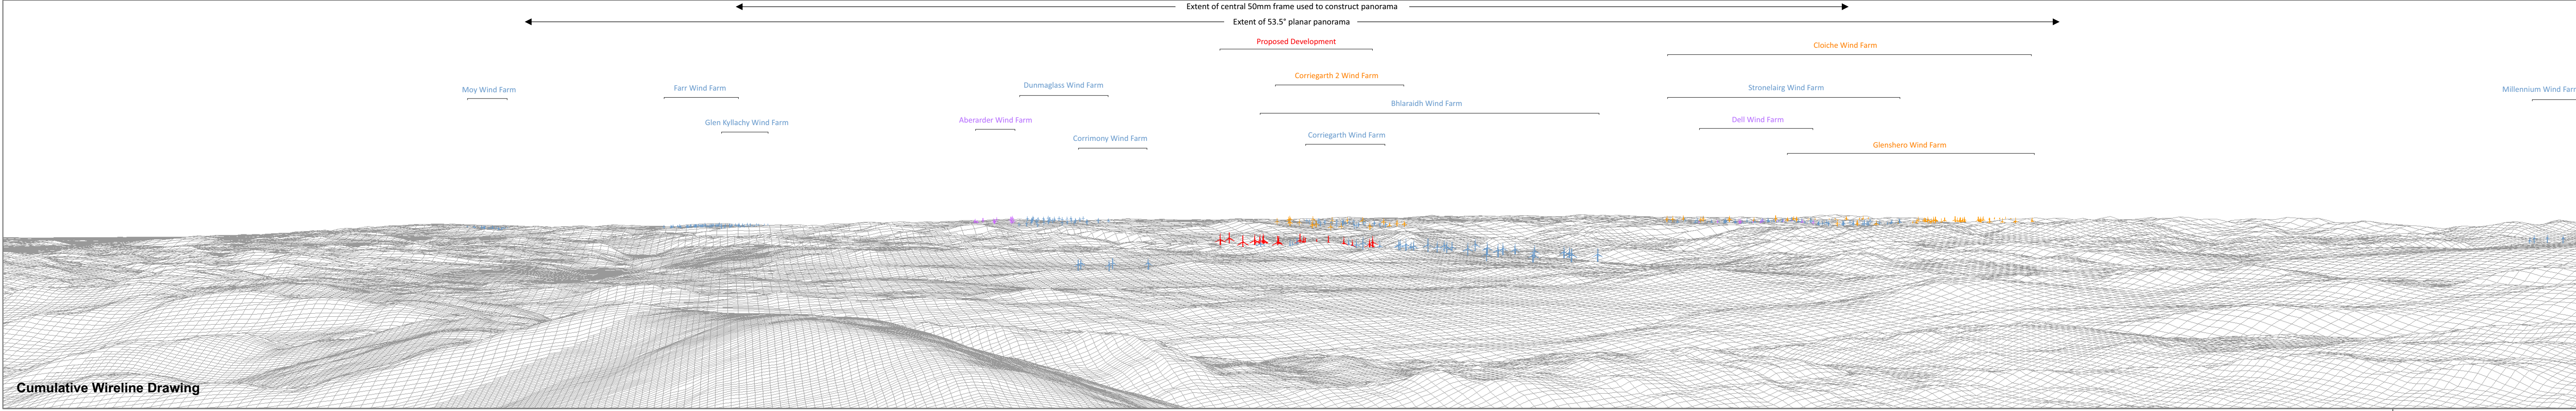 Extent of central 50mm frame used to construct panorama
Extent of 53.5° planar panorama
Proposed Development
Cloiche Wind Farm
Corriegarth 2 Wind Farm
Moy Wind Farm
Farr Wind Farm
Dunmaglass Wind Farm
Stronelairg Wind Farm
Millennium Wind Farm
Bhlaraidh Wind Farm
Glen Kyllachy Wind Farm
Aberarder Wind Farm
Dell Wind Farm
Corrimony Wind Farm
Corriegarth Wind Farm
Glenshero Wind Farm
Cumulative Wireline Drawing